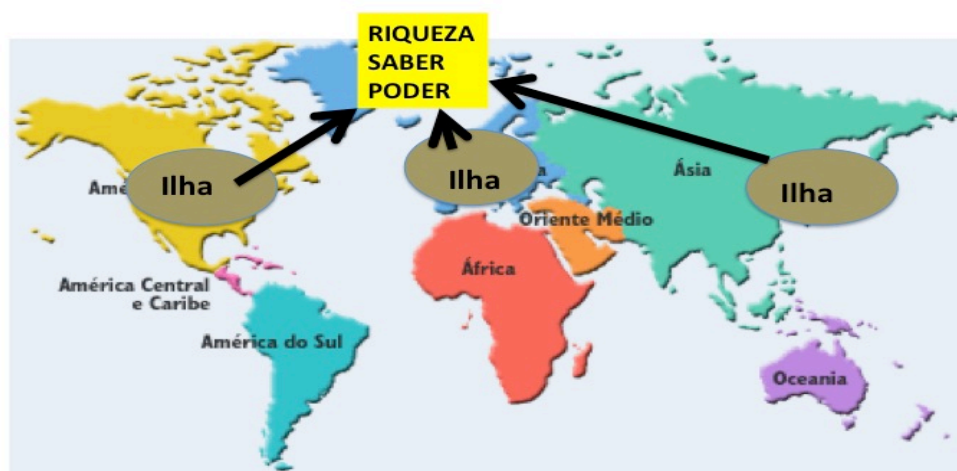 RIQUEZA
SABER
PODER
Ilha
Ilha
Ilha
Ásia
Oriente Médio
África
América Central
e Caribe
América do Sul
Oceania